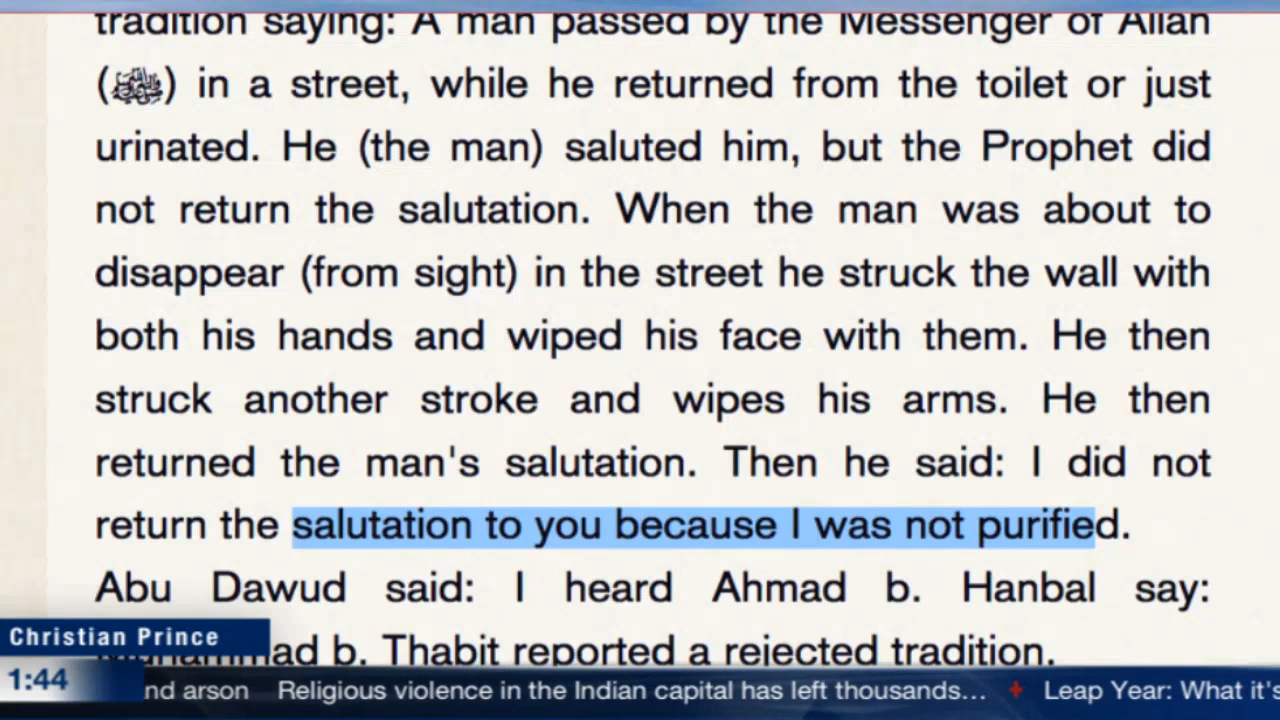 tradition saying: A man passed by the Messenger of Allah
(ﷺ) in a street, while he returned from the toilet or just
urinated. He (the man) saluted him, but the Prophet did
not return the salutation. When the man was about to
disappear (from sight) in the street he struck the wall with
both his hands and wiped his face with them. He then
struck another stroke and wipes his arms. He then
returned the man's salutation. Then he said: I did not
return the salutation to you because I was not purified.
Abu Dawud said: I heard Ahmad b. Hanbal say:
Muhammad b. Thabit reported a rejected tradition.
Christian Prince
1:44
nd arson Religious violence in the Indian capital has left thousands... Leap Year: What it's